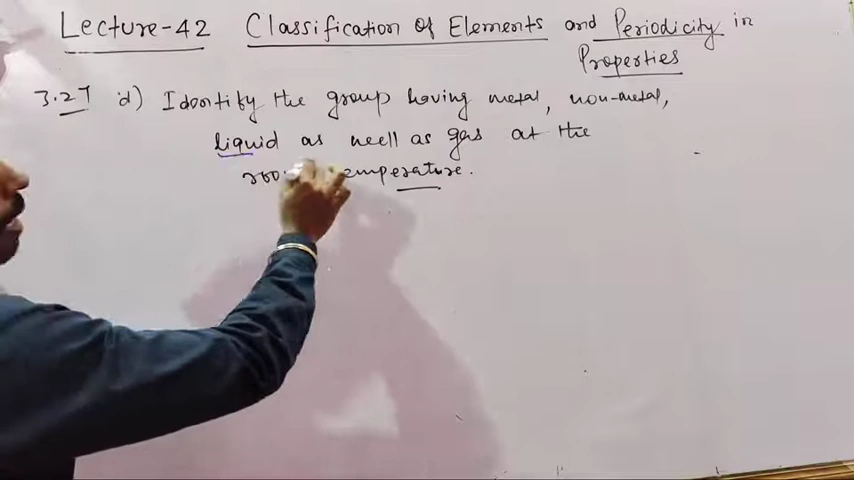 Lecture-42 Classification of Elements and Periodicity in
Properties
3.27 d) Identify the group having metal, non-metal,
liquid as well as gas at the
temperature.